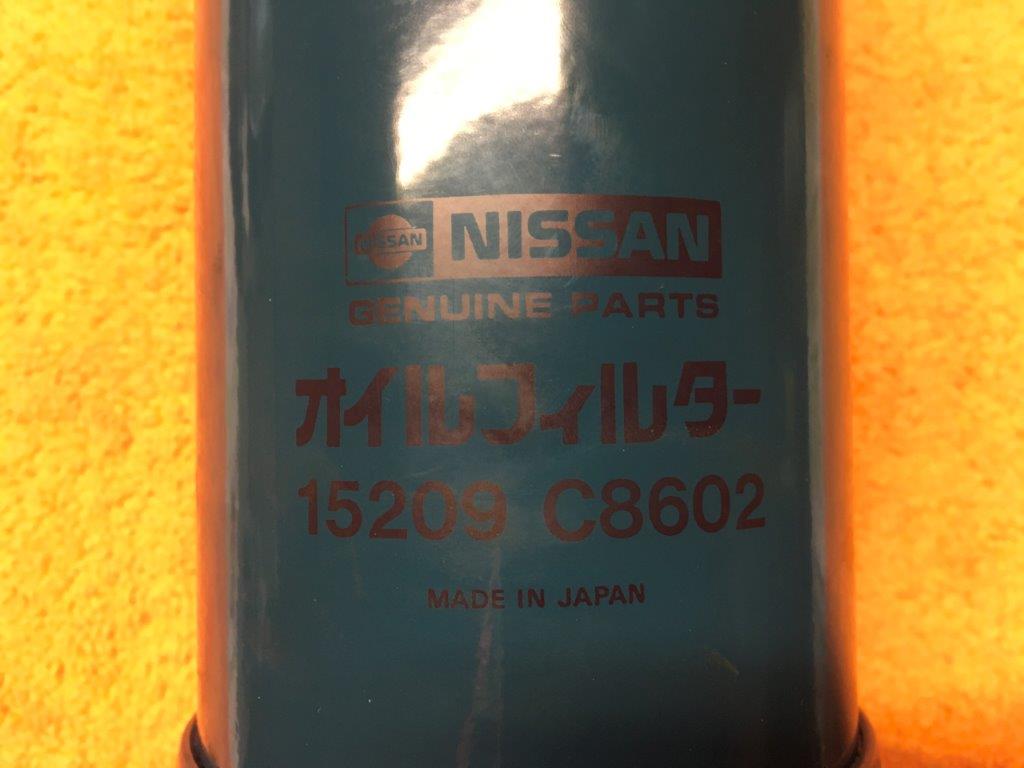 NISSAN NISSAN
GENUINE PARTS
オイルフィルター
15209 C8602
MADE IN JAPAN